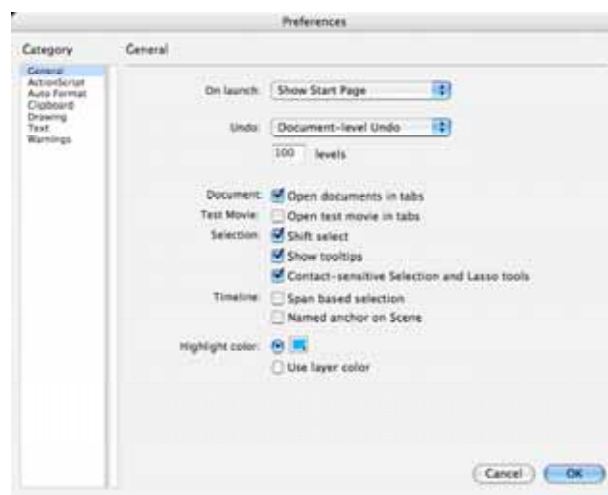 Preferences
Category
General
General
ActionScript
Auto Format
Clipboard
Drawing
Text
Warnings
On launch: Show Start Page
Undo: Document-level Undo
100 levels
Document: Open documents in tabs
Test Movie: Open test movie in tabs
Selection: Shift select
Show tooltips
Contact-sensitive Selection and Lasso tools
Timeline: Span based selection
Named anchor on Scene
Highlight color:
Use layer color
Cancel
OK